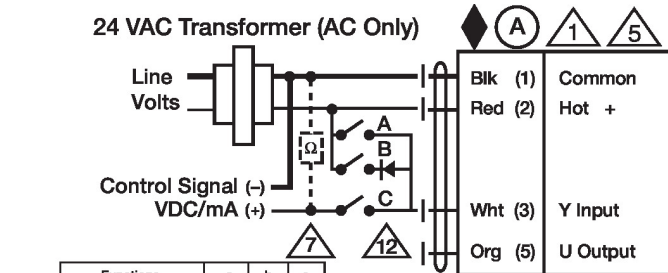 24 VAC Transformer (AC Only)
A
1
5
Line
Volts
Blk (1) Common
Red (2) Hot +
A
B
Ω
Control Signal (–)
VDC/mA (+)
C
Wht (3) Y Input
7
12
Org (5) U Output